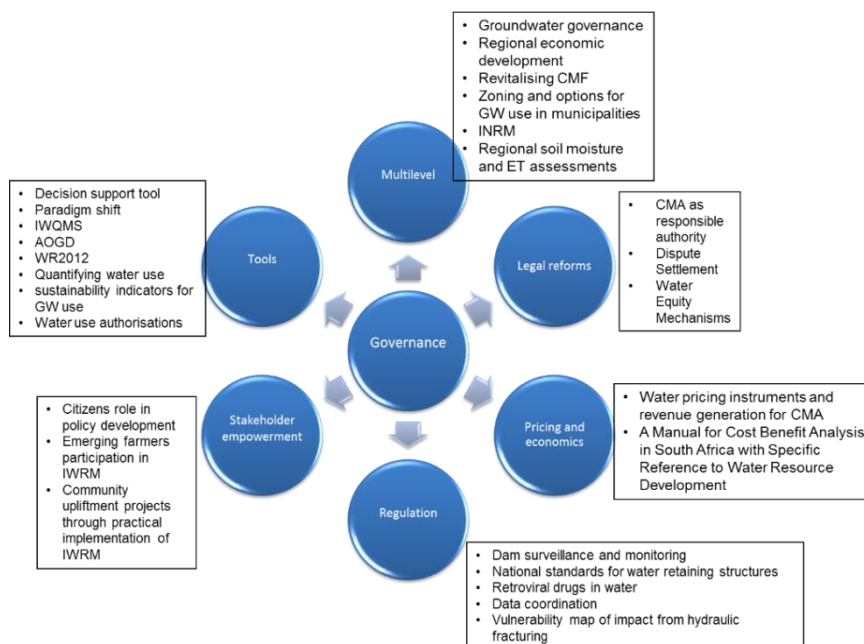 • Groundwater governance
• Regional economic
development
• Revitalising CMF
• Zoning and options for
GW use in municipalities
• INRM
• Regional soil moisture
and ET assessments
Multilevel
• Decision support tool
• Paradigm shift
• IWQMS
• AOGD
• WR2012
• Quantifying water use
• sustainability indicators for
GW use
• Water use authorisations
Tools
Legal reforms
• CMA as
responsible
authority
• Dispute
Settlement
• Water
Equity
Mechanisms
Governance
• Citizens role in
policy development
• Emerging farmers
participation in
IWRM
• Community
upliftment projects
through practical
implementation of
IWRM
Stakeholder
empowerment
Pricing and
economics
• Water pricing instruments and
revenue generation for CMA
• A Manual for Cost Benefit Analysis
in South Africa with Specific
Reference to Water Resource
Development
Regulation
• Dam surveillance and monitoring
• National standards for water retaining structures
• Retroviral drugs in water
• Data coordination
• Vulnerability map of impact from hydraulic
fracturing